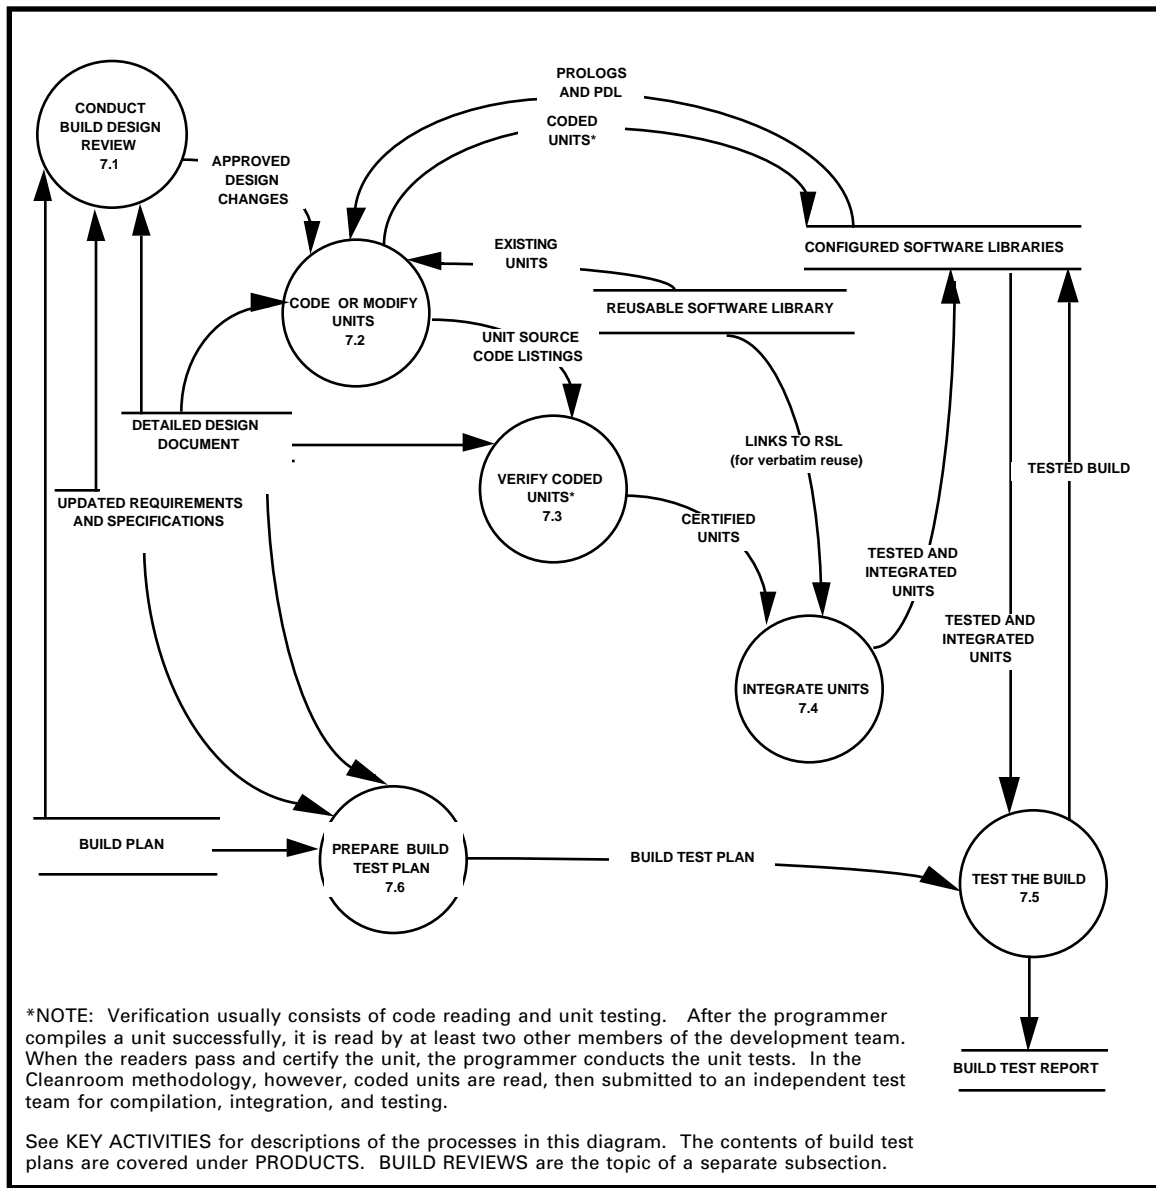 PROLOGS
AND PDL
CONDUCT
BUILD DESIGN
REVIEW
7.1
CODED
UNITS*
APPROVED
DESIGN
CHANGES
EXISTING
UNITS
CONFIGURED SOFTWARE LIBRARIES
CODE OR MODIFY
UNITS
7.2
REUSABLE SOFTWARE LIBRARY
UNIT SOURCE
CODE LISTINGS
DETAILED DESIGN
DOCUMENT
LINKS TO RSL
(for verbatim reuse)
TESTED BUILD
VERIFY CODED
UNITS*
7.3
UPDATED REQUIREMENTS
AND SPECIFICATIONS
CERTIFIED
UNITS
TESTED AND
INTEGRATED
UNITS
TESTED AND
INTEGRATED
UNITS
INTEGRATE UNITS
7.4
BUILD PLAN
PREPARE BUILD
TEST PLAN
7.6
BUILD TEST PLAN
TEST THE BUILD
7.5
*NOTE: Verification usually consists of code reading and unit testing. After the programmer
compiles a unit successfully, it is read by at least two other members of the development team.
When the readers pass and certify the unit, the programmer conducts the unit tests. In the
Cleanroom methodology, however, coded units are read, then submitted to an independent test
team for compilation, integration, and testing.
BUILD TEST REPORT
See KEY ACTIVITIES for descriptions of the processes in this diagram. The contents of build test
plans are covered under PRODUCTS. BUILD REVIEWS are the topic of a separate subsection.